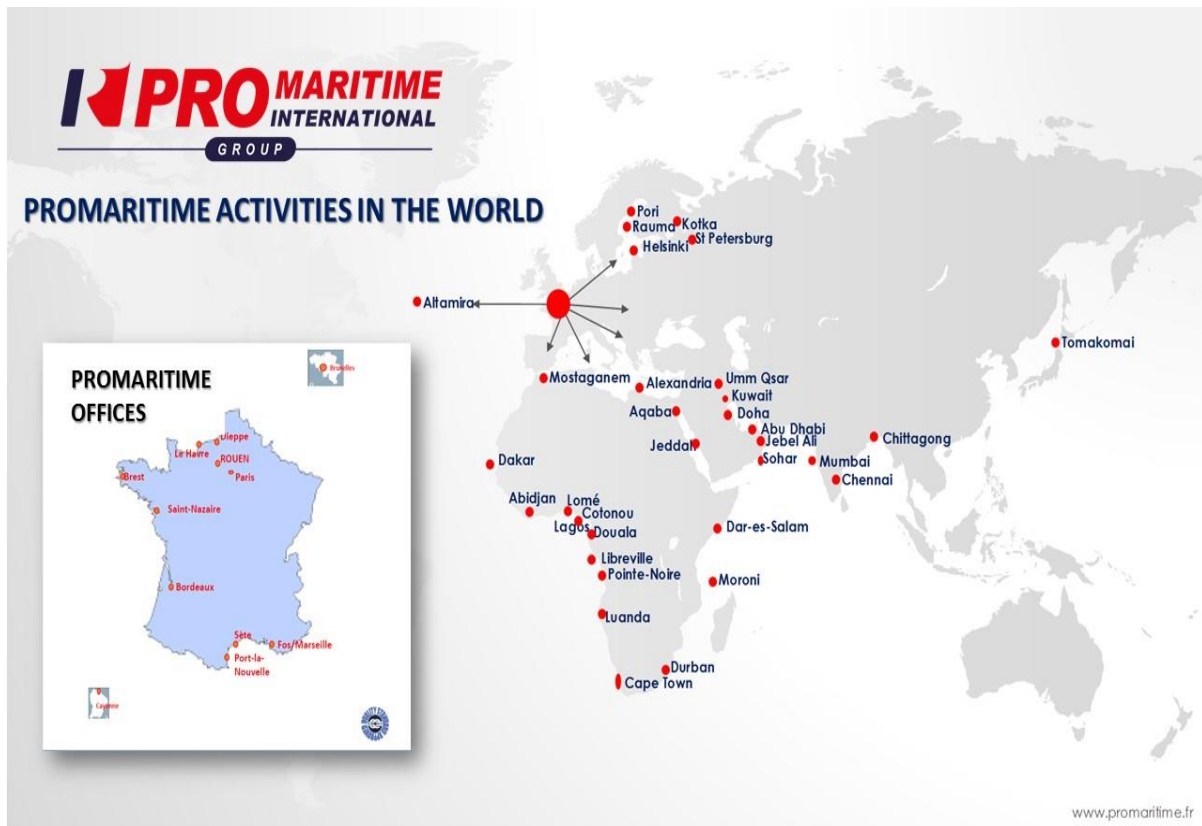 PRO MARITIME
INTERNATIONAL
GROUP
PROMARITIME ACTIVITIES IN THE WORLD
Pori
Rauma
Kotka
St Petersburg
Helsinki
Altamira
Tomakomai
Mostaganem
Alexandria
Umm Qsar
Kuwait
Aqaba
Doha
Abu Dhabi
Jebel Ali
Jeddah
Sohar
Mumbai
Chittagong
Chennai
Dakar
Abidjan
Lomé
Cotonou
Lagos
Douala
Dar-es-Salam
Libreville
Pointe-Noire
Moroni
Luanda
Durban
Cape Town
PROMARITIME
OFFICES
Bruxelles
Dieppe
Le Havre
ROUEN
Paris
Brest
Saint-Nazaire
Bordeaux
Sète
Fos/Marseille
Port-la-
Nouvelle
Cayenne
www.promaritime.fr